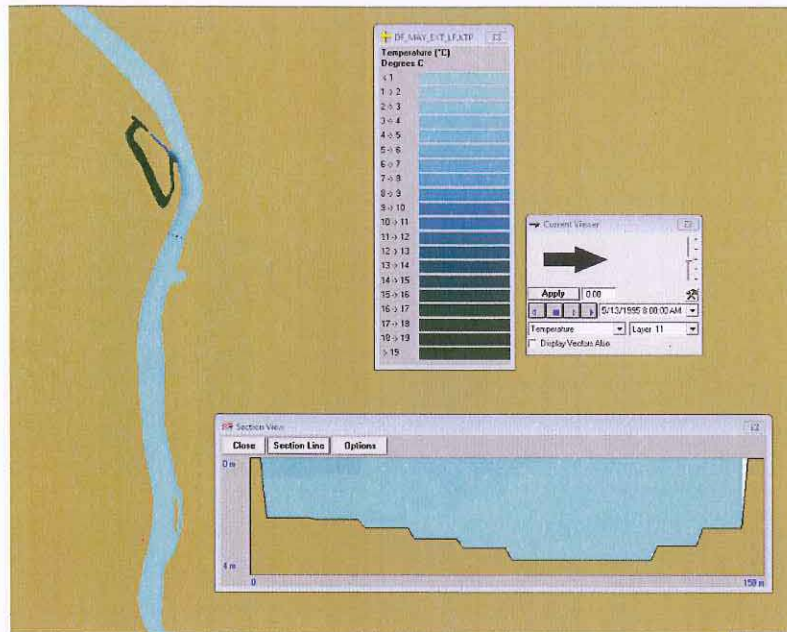 DF_MAY_EXT_LF.XTP
Temperature (°C)
Degrees C
< 1
1 -> 2
2 -> 3
3 -> 4
4 -> 5
5 -> 6
6 -> 7
7 -> 8
8 -> 9
9 -> 10
10 -> 11
11 -> 12
12 -> 13
13 -> 14
14 -> 15
15 -> 16
16 -> 17
17 -> 18
18 -> 19
> 19
Current Viewer
Apply 0.00
5/13/1995 8:00:00 AM
Temperature Layer 11
Display Vectors Also
Section View
Close Section Line Options
0 m
4 m
0 150 m